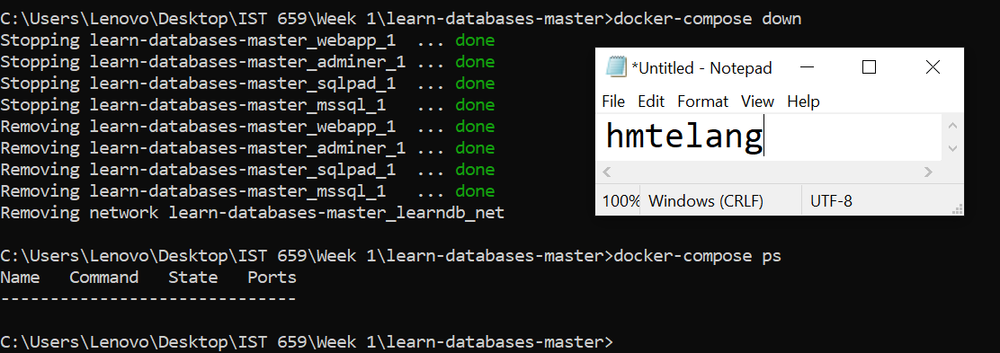 C:\Users\Lenovo\Desktop\IST 659\Week 1\learn-databases-master>docker-compose down
Stopping learn-databases-master_webapp_1  ... done
Stopping learn-databases-master_adminer_1 ... done
Stopping learn-databases-master_sqlpad_1  ... done
Stopping learn-databases-master_mssql_1   ... done
Removing learn-databases-master_webapp_1  ... done
Removing learn-databases-master_adminer_1 ... done
Removing learn-databases-master_sqlpad_1  ... done
Removing learn-databases-master_mssql_1   ... done
Removing network learn-databases-master_learndb_net
*Untitled - Notepad
File Edit Format View Help
hmtelang
100% Windows (CRLF) UTF-8
C:\Users\Lenovo\Desktop\IST 659\Week 1\learn-databases-master>docker-compose ps
Name   Command   State   Ports
------------------------------
C:\Users\Lenovo\Desktop\IST 659\Week 1\learn-databases-master>